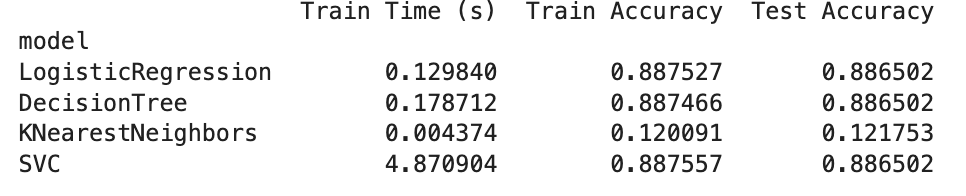 Train Time (s) Train Accuracy Test Accuracy
model
LogisticRegression 0.129840 0.887527 0.886502
DecisionTree 0.178712 0.887466 0.886502
KNearestNeighbors 0.004374 0.120091 0.121753
SVC 4.870904 0.887557 0.886502